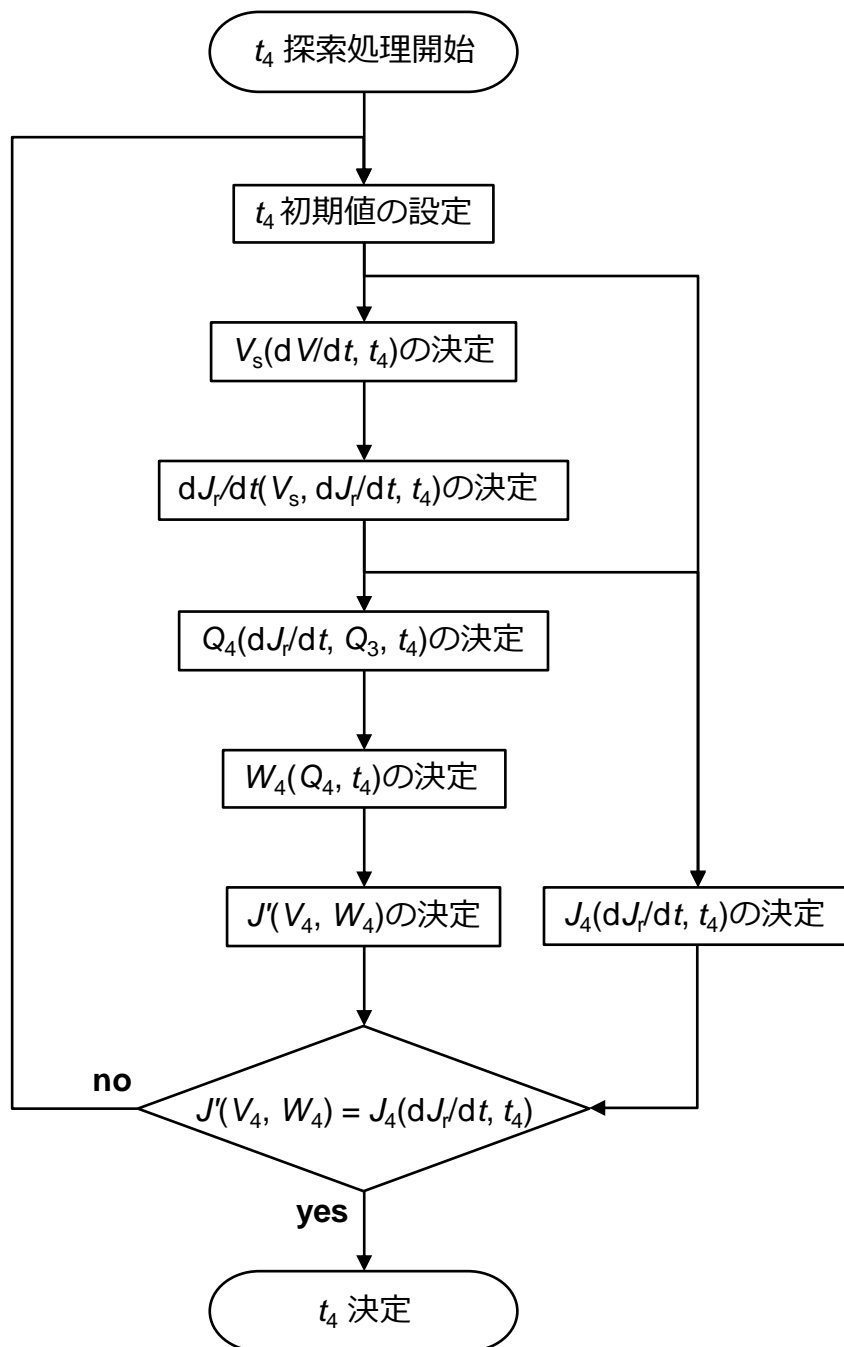 t₄ 探索処理開始
t₄ 初期値の設定
Vₛ(dV/dt, t₄)の決定
dJᵣ/dt(Vₛ, dJᵣ/dt, t₄)の決定
Q₄(dJᵣ/dt, Q₃, t₄)の決定
W₄(Q₄, t₄)の決定
J'(V₄, W₄)の決定
J₄(dJᵣ/dt, t₄)の決定
no
J'(V₄, W₄) = J₄(dJᵣ/dt, t₄)
yes
t₄ 決定